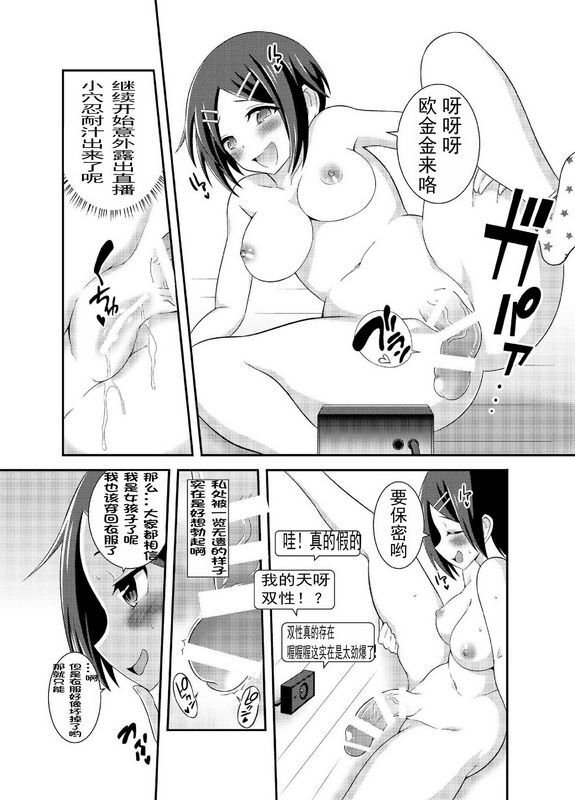 呀呀呀
欧金金
来咯
ガパル…
継续开始意外露出直播
小穴忍耐汁出来了呢
要保密哟
哇！真的假的
我的天呀
双性！？
双性真的存在
喔喔喔这实在是太劲爆了
私处被一览无遗的样子
实在是好想勃起啊
那么…大家都相信
我是女孩子了呢
我也该穿回衣服了
…啊
但是衣服好像坏掉了哟
那就只能